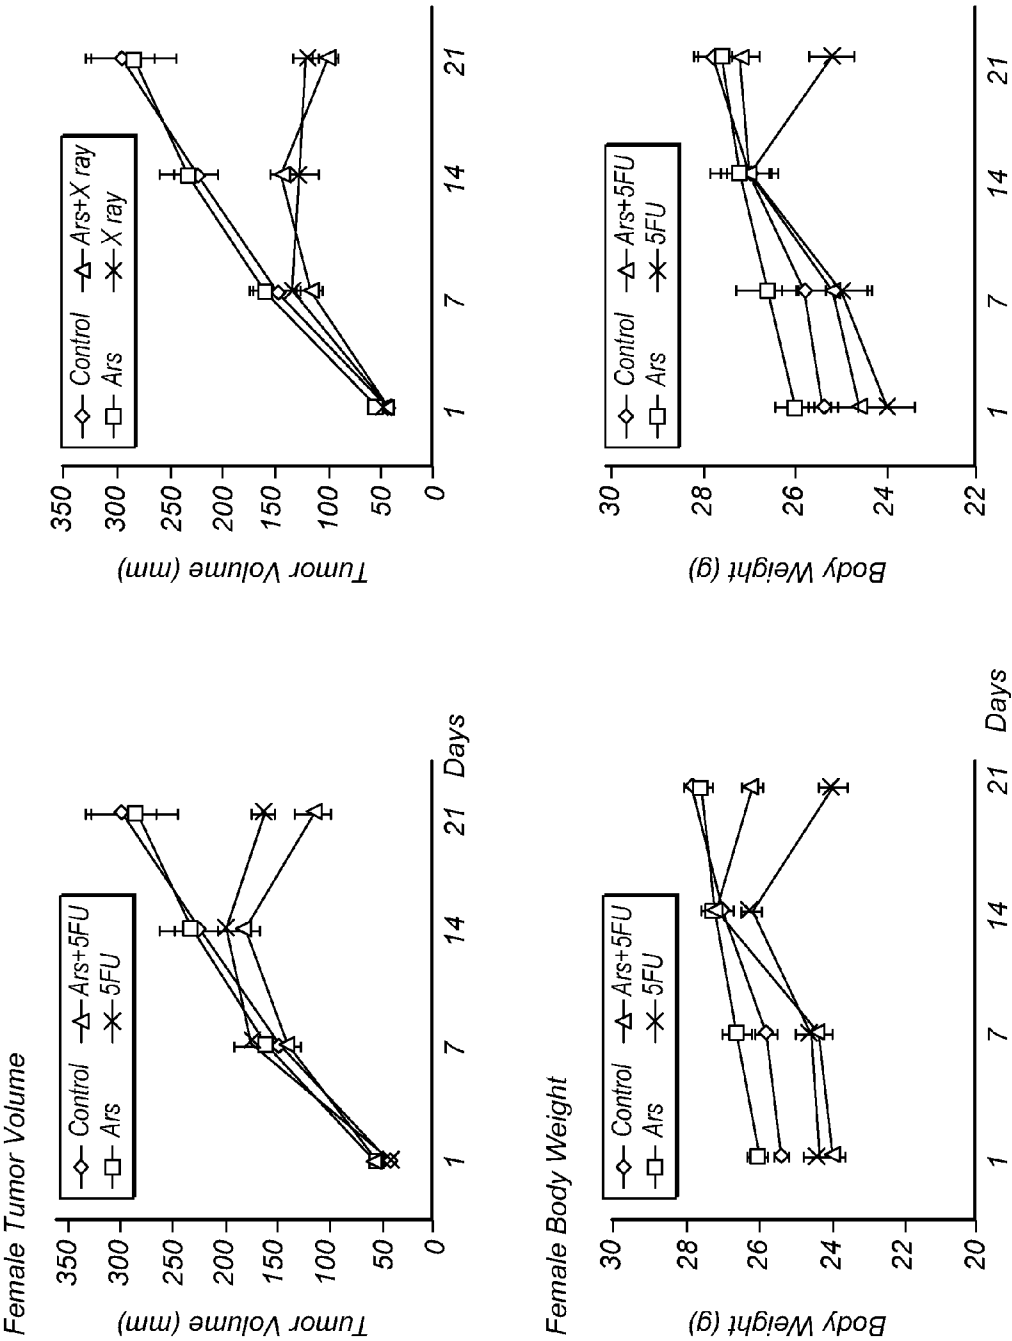 Female Tumor Volume
Tumor Volume (mm)
350
300
250
200
150
100
50
0
Control
Ars+5FU
Ars
5FU
1
7
14
21
Days
Tumor Volume (mm)
350
300
250
200
150
100
50
0
Control
Ars+X ray
Ars
X ray
1
7
14
21
Female Body Weight
Body Weight (g)
30
28
26
24
22
20
Control
Ars+5FU
Ars
5FU
1
7
14
21
Days
Body Weight (g)
30
28
26
24
22
Control
Ars+5FU
Ars
5FU
1
7
14
21